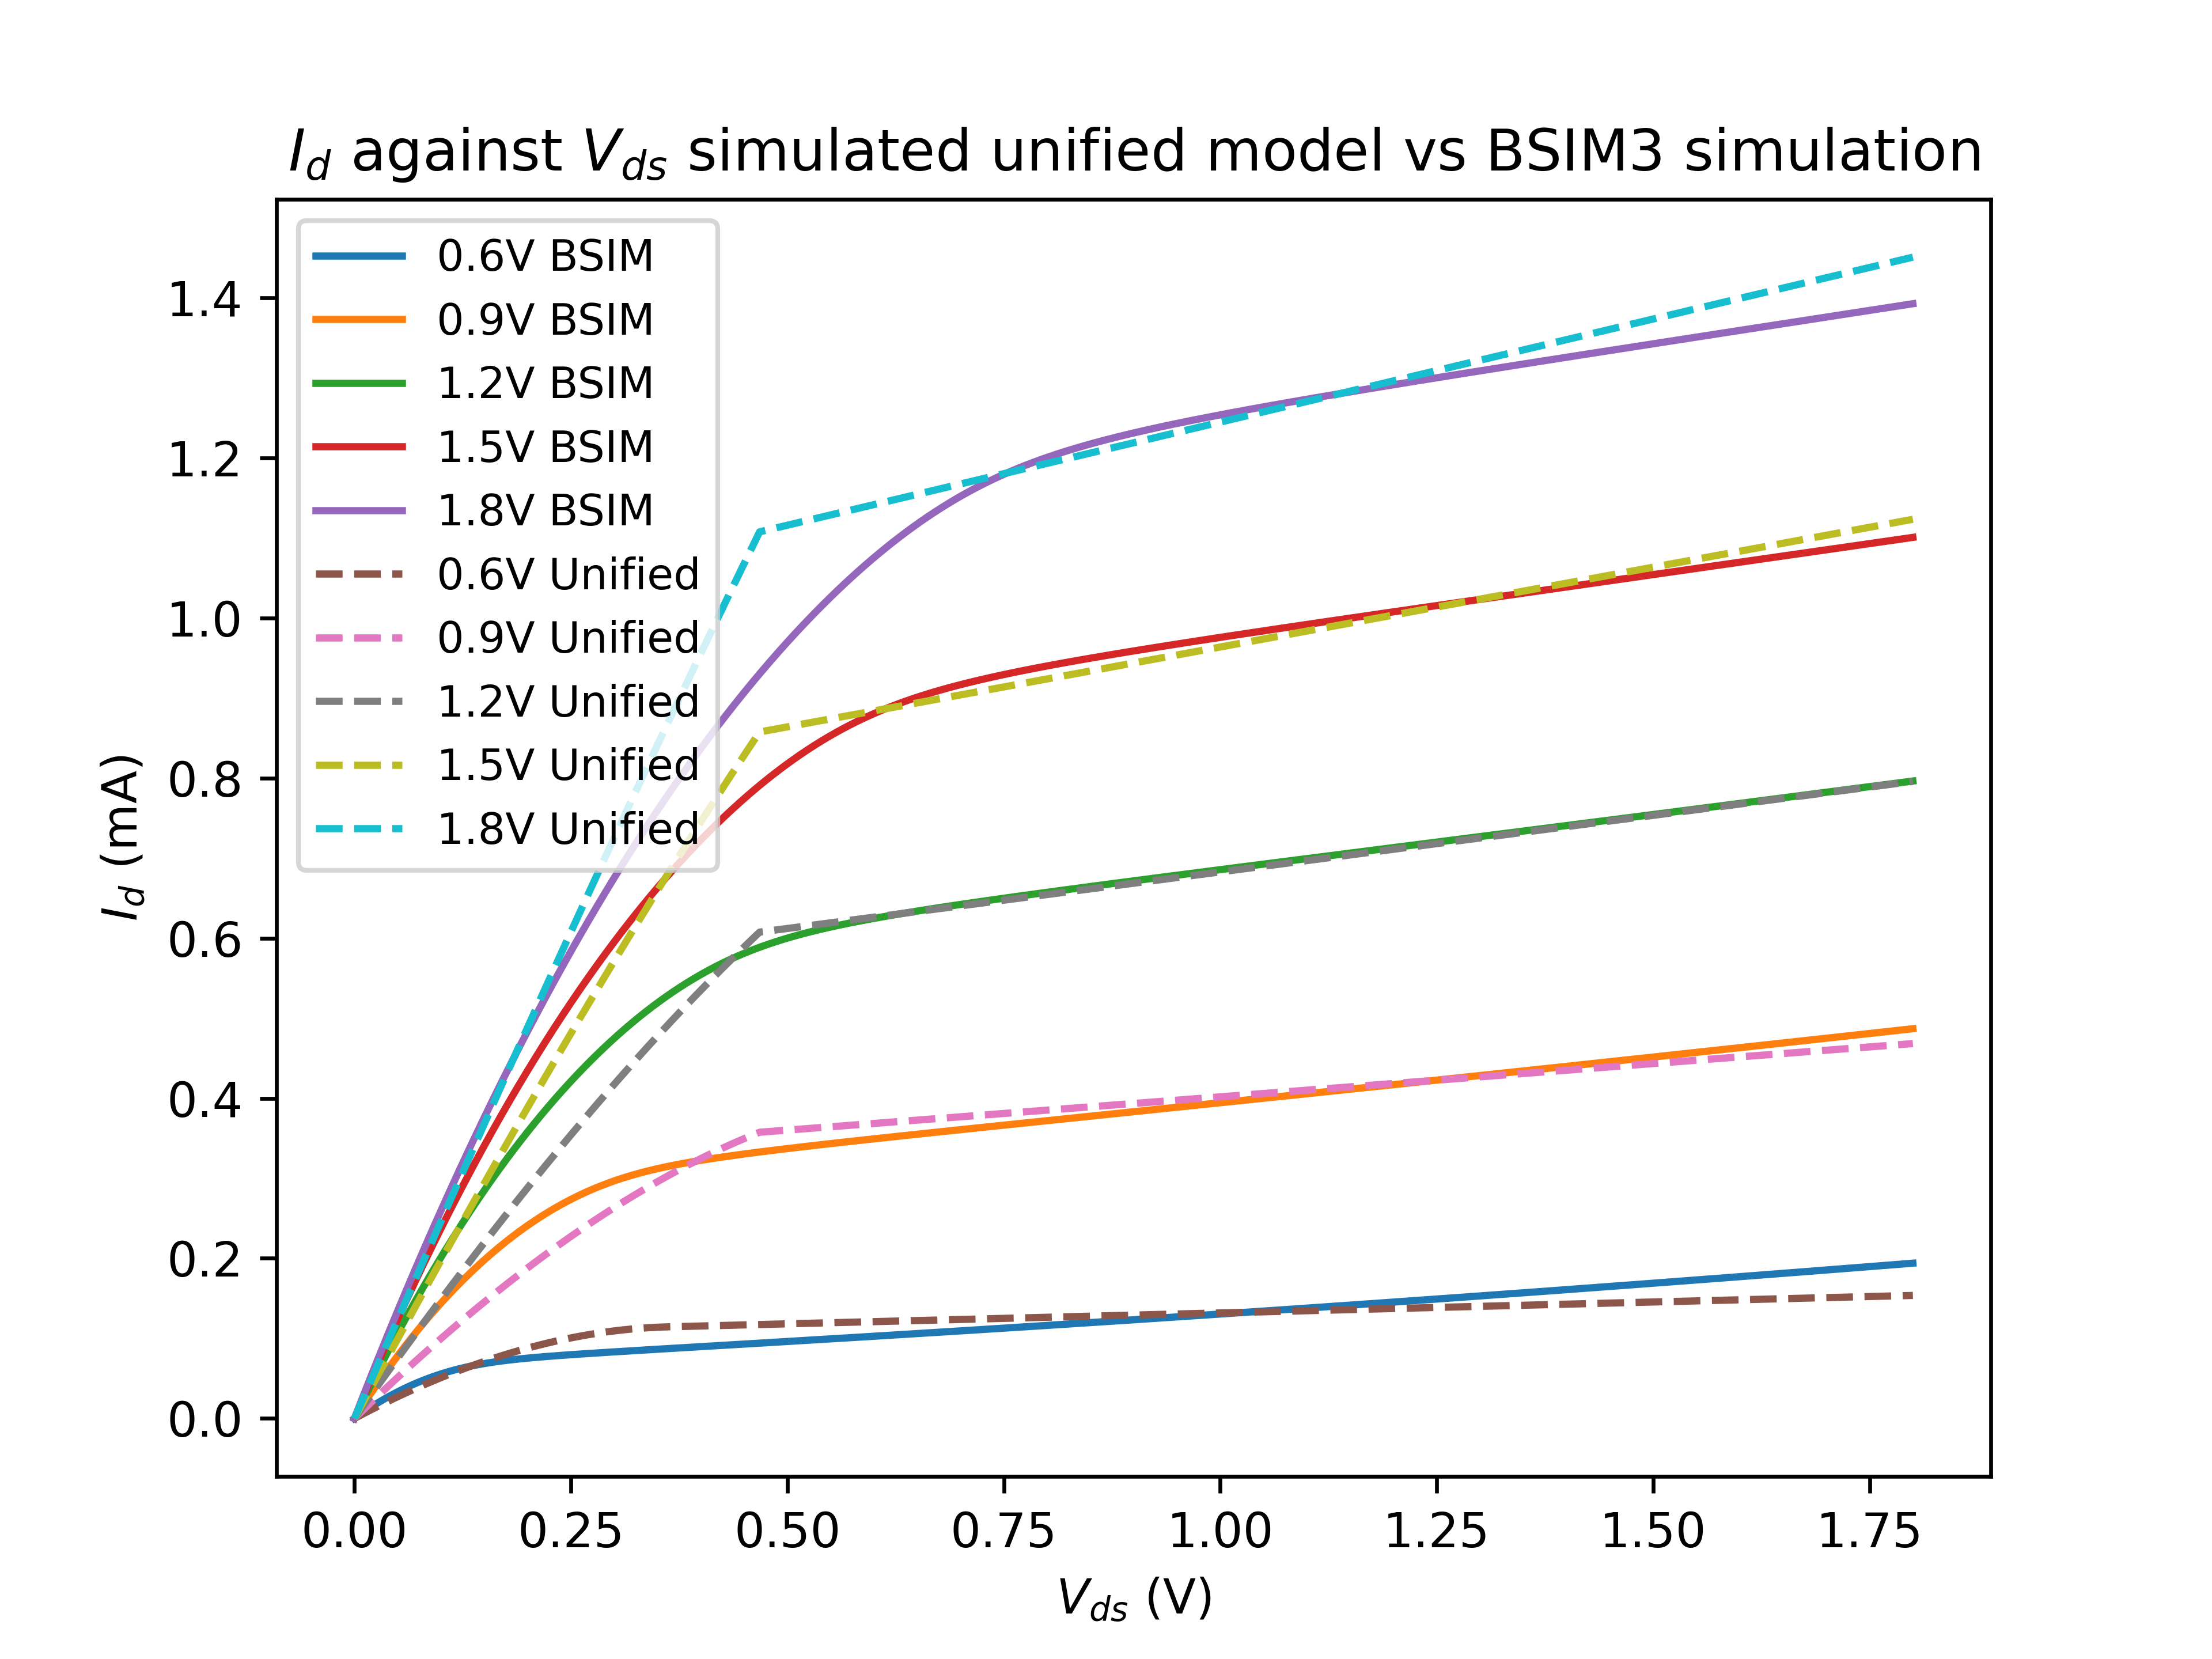 I_d against V_ds simulated unified model vs BSIM3 simulation
0.6V BSIM
0.9V BSIM
1.2V BSIM
1.5V BSIM
1.8V BSIM
0.6V Unified
0.9V Unified
1.2V Unified
1.5V Unified
1.8V Unified
1.4
1.2
1.0
0.8
0.6
0.4
0.2
0.0
I_d (mA)
0.00 0.25 0.50 0.75 1.00 1.25 1.50 1.75
V_ds (V)